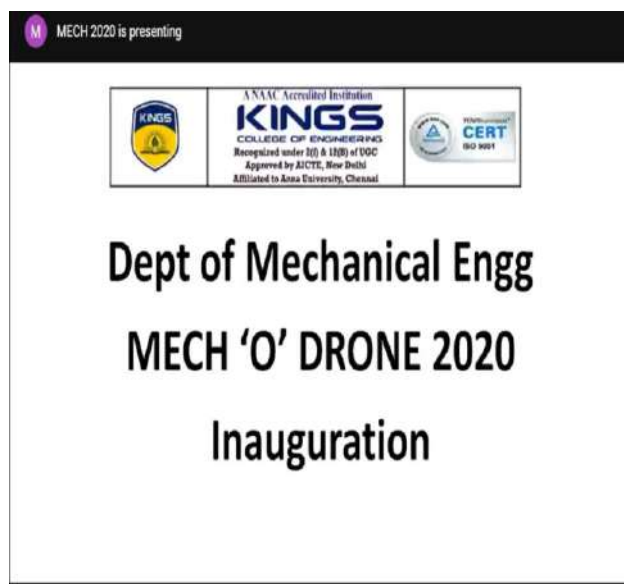 M MECH 2020 is presenting
KINGS
A NAAC Accredited Institution
KINGS
COLLEGE OF ENGINEERING
Recognized under 2(f) & 12(B) of UGC
Approved by AICTE, New Delhi
Affiliated to Anna University, Chennai
CERT
ISO 9001
Dept of Mechanical Engg
MECH ‘O’ DRONE 2020
Inauguration